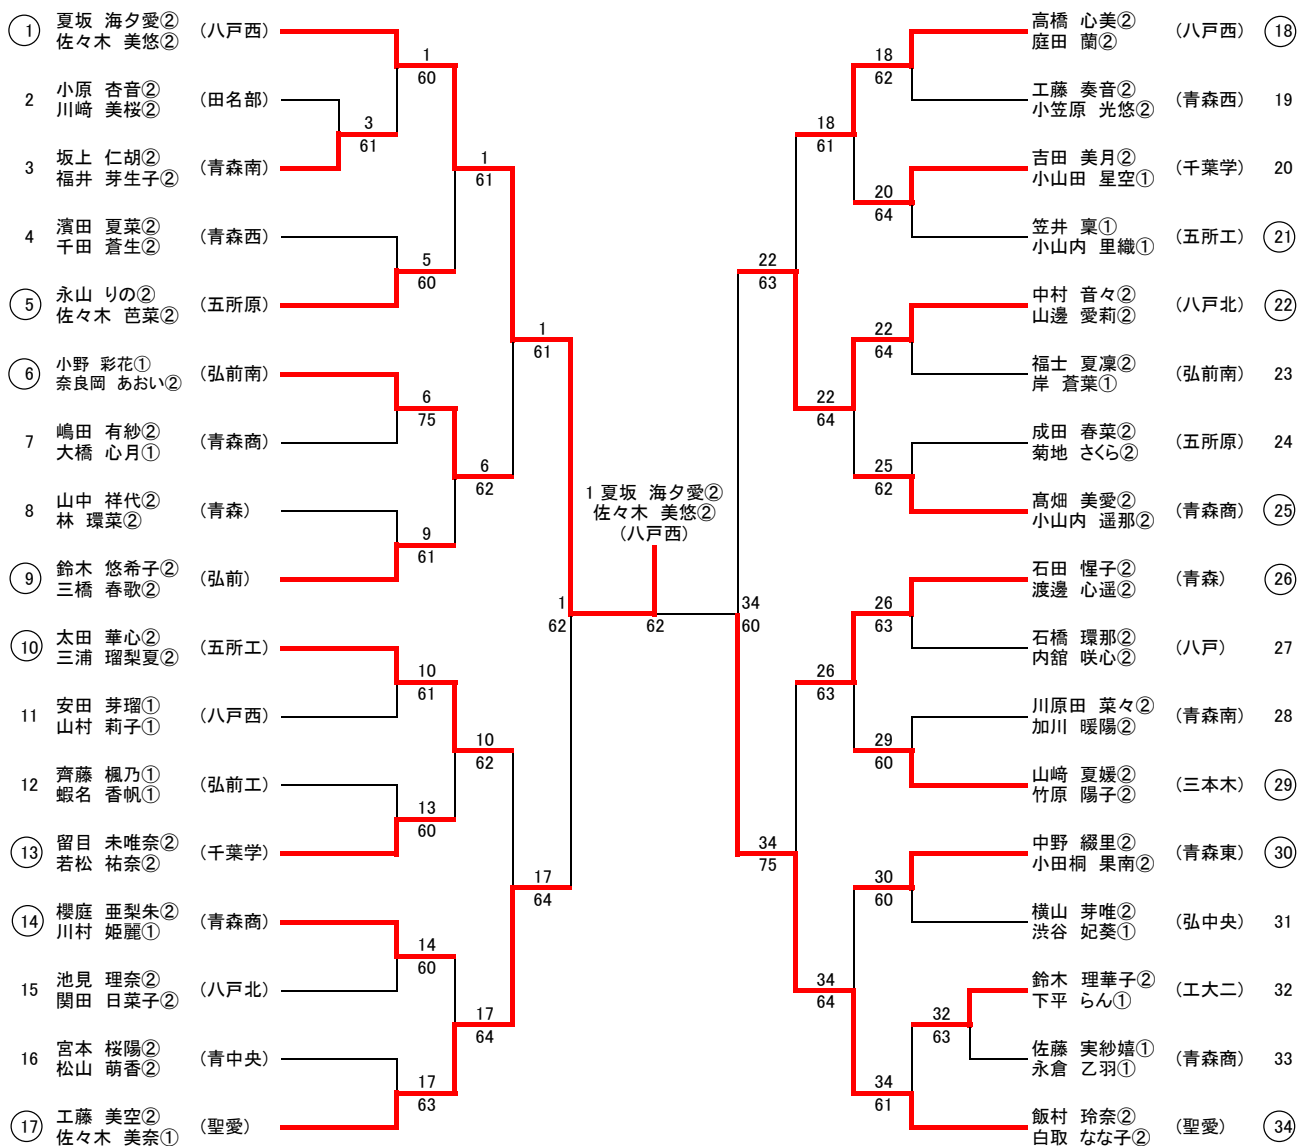 1 夏坂 海夕愛② (八戸西)
佐々木 美悠②
2 小原 杏音② (田名部)
川﨑 美桜②
3 坂上 仁胡② (青森南)
福井 芽生子②
4 濱田 夏菜② (青森西)
千田 蒼生②
5 永山 りの② (五所原)
佐々木 芭菜②
6 小野 彩花① (弘前南)
奈良岡 あおい②
7 嶋田 有紗② (青森商)
大橋 心月①
8 山中 祥代② (青森)
林 環菜②
9 鈴木 悠希子② (弘前)
三橋 春歌②
10 太田 華心② (五所工)
三浦 瑠梨夏②
11 安田 芽瑠① (八戸西)
山村 莉子①
12 齊藤 楓乃① (弘前工)
蝦名 香帆①
13 留目 未唯奈② (千葉学)
若松 祐奈②
14 櫻庭 亜梨朱② (青森商)
川村 姫麗①
15 池見 理奈② (八戸北)
関田 日菜子②
16 宮本 桜陽② (青中央)
松山 萌香②
17 工藤 美空② (聖愛)
佐々木 美奈①
1
60
3
61
5
60
6
75
9
61
10
61
13
60
14
60
17
63
1
61
6
62
10
62
17
64
1
61
17
64
1
62
1 夏坂 海夕愛②
佐々木 美悠②
(八戸西)
62
34
60
22
63
34
75
18
61
22
64
26
63
34
64
18
62
20
64
22
64
25
62
26
63
29
60
30
60
32
63
34
61
高橋 心美② (八戸西) 18
庭田 蘭②
工藤 奏音② (青森西) 19
小笠原 光悠②
吉田 美月② (千葉学) 20
小山田 星空①
笠井 稟① (五所工) 21
小山内 里織①
中村 音々② (八戸北) 22
山邊 愛莉②
福士 夏凜② (弘前南) 23
岸 蒼葉①
成田 春菜② (五所原) 24
菊地 さくら②
髙畑 美愛② (青森商) 25
小山内 遥那②
石田 惺子② (青森) 26
渡邊 心遥②
石橋 環那② (八戸) 27
内舘 咲心②
川原田 菜々② (青森南) 28
加川 暖陽②
山﨑 夏媛② (三本木) 29
竹原 陽子②
中野 綴里② (青森東) 30
小田桐 果南②
横山 芽唯② (弘中央) 31
渋谷 妃葵①
鈴木 理華子② (工大二) 32
下平 らん①
佐藤 実紗嬉① (青森商) 33
永倉 乙羽①
飯村 玲奈② (聖愛) 34
白取 なな子②